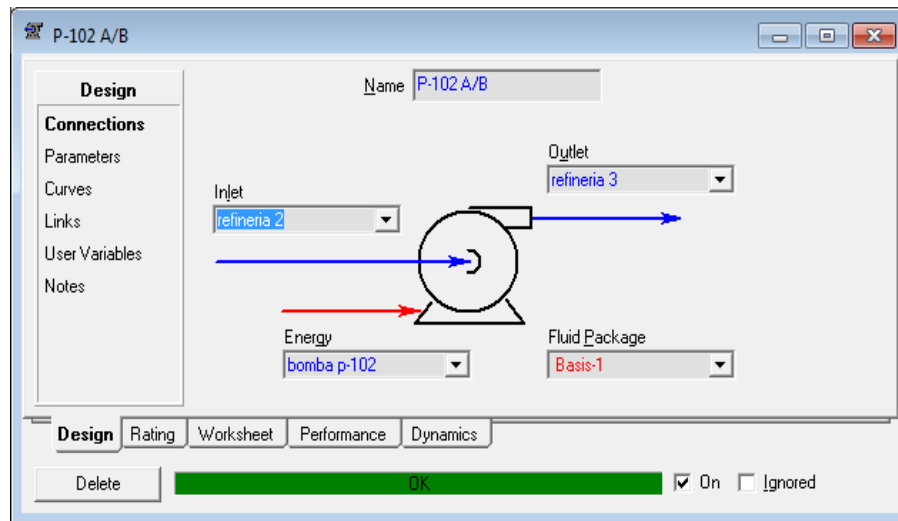 P-102 A/B
Design
Connections
Parameters
Curves
Links
User Variables
Notes
Name P-102 A/B
Inlet
refineria 2
Outlet
refineria 3
Energy
bomba p-102
Fluid Package
Basis-1
Design Rating Worksheet Performance Dynamics
Delete OK On Ignored